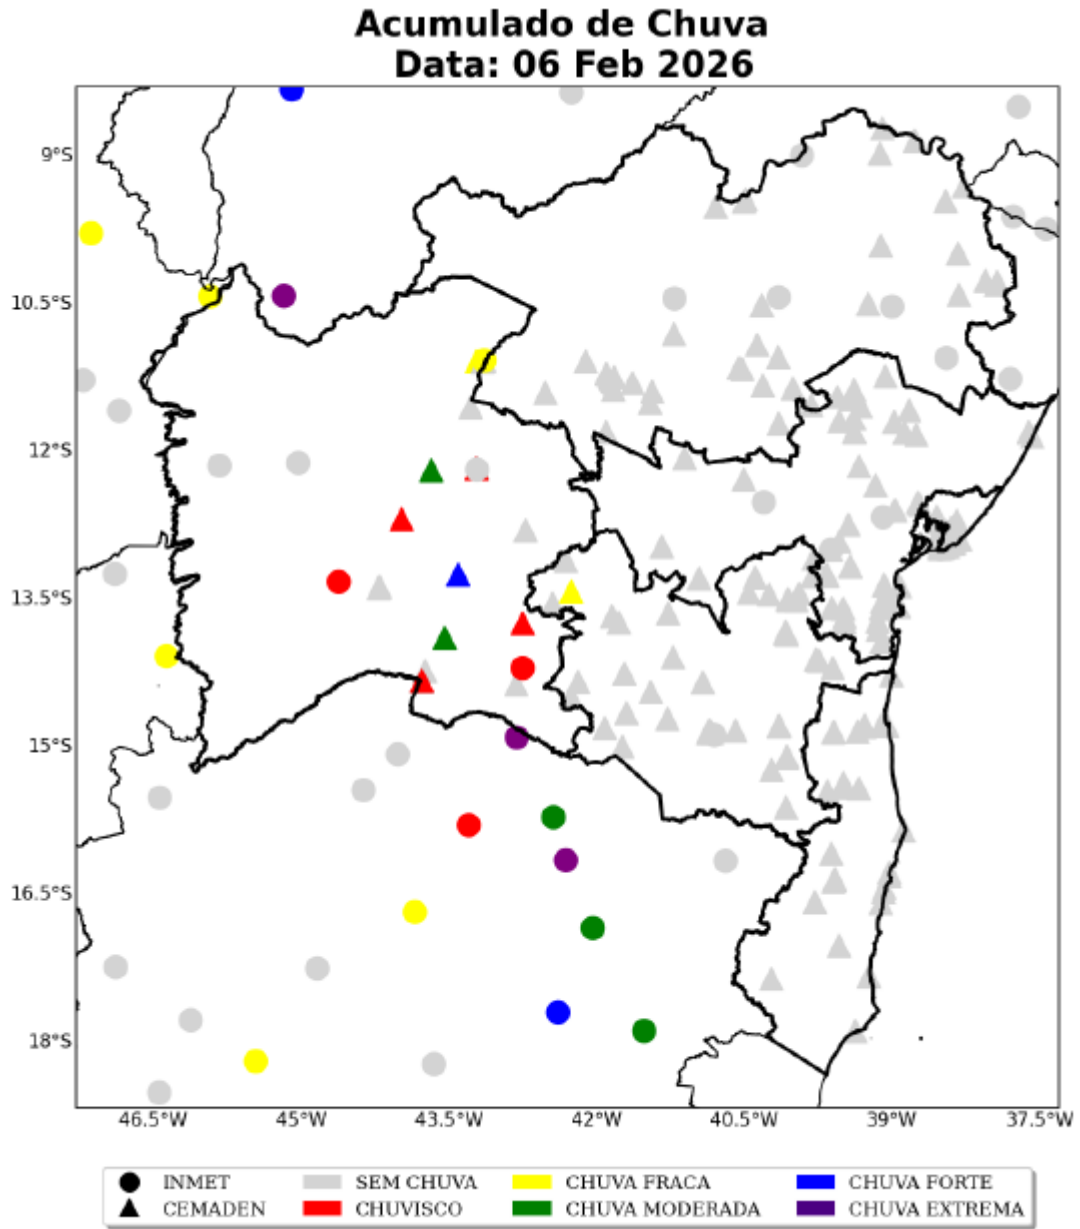 Acumulado de Chuva
Data: 06 Feb 2026
9°S
10.5°S
12°S
13.5°S
15°S
16.5°S
18°S
46.5°W 45°W 43.5°W 42°W 40.5°W 39°W 37.5°W
INMET SEM CHUVA CHUVA FRACA CHUVA FORTE
CEMADEN CHUVISCO CHUVA MODERADA CHUVA EXTREMA